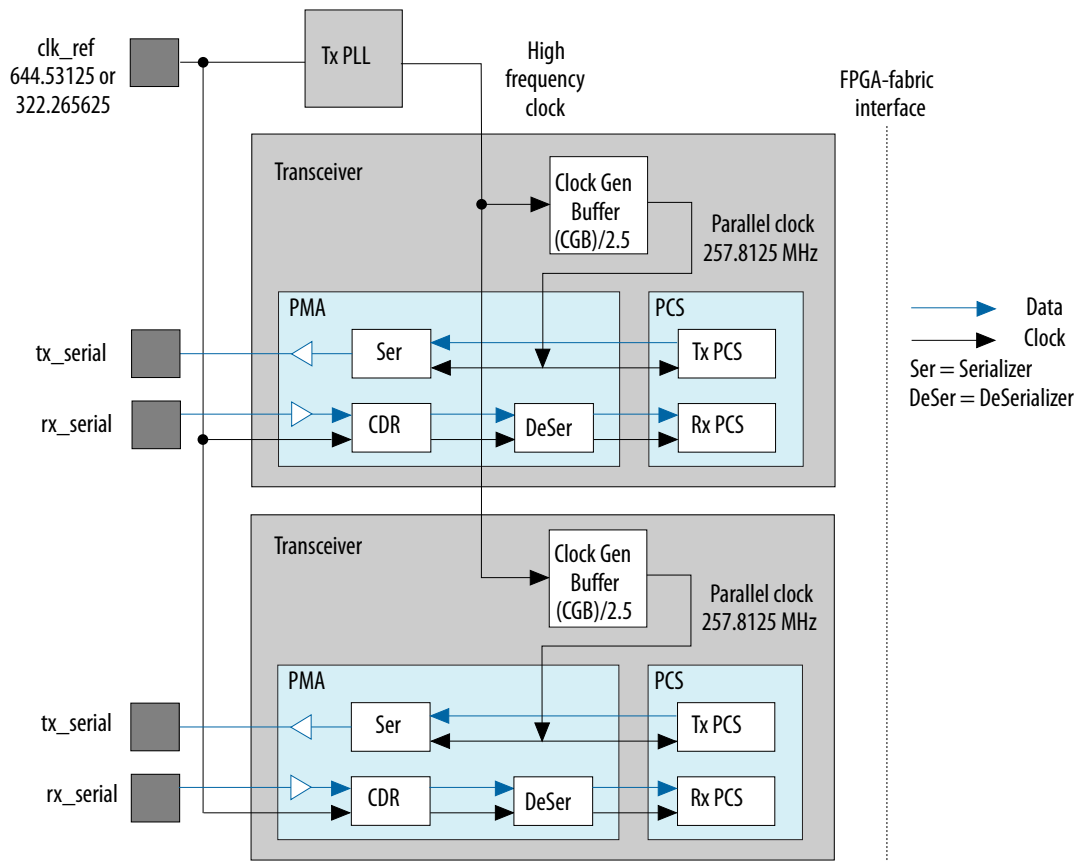 clk_ref
644.53125 or
322.265625
Tx PLL
High
frequency
clock
FPGA-fabric
interface
Transceiver
Clock Gen
Buffer
(CGB)/2.5
Parallel clock
257.8125 MHz
PMA
PCS
tx_serial
Ser
Tx PCS
rx_serial
CDR
DeSer
Rx PCS
Data
Clock
Ser = Serializer
DeSer = DeSerializer
Transceiver
Clock Gen
Buffer
(CGB)/2.5
Parallel clock
257.8125 MHz
PMA
PCS
tx_serial
Ser
Tx PCS
rx_serial
CDR
DeSer
Rx PCS